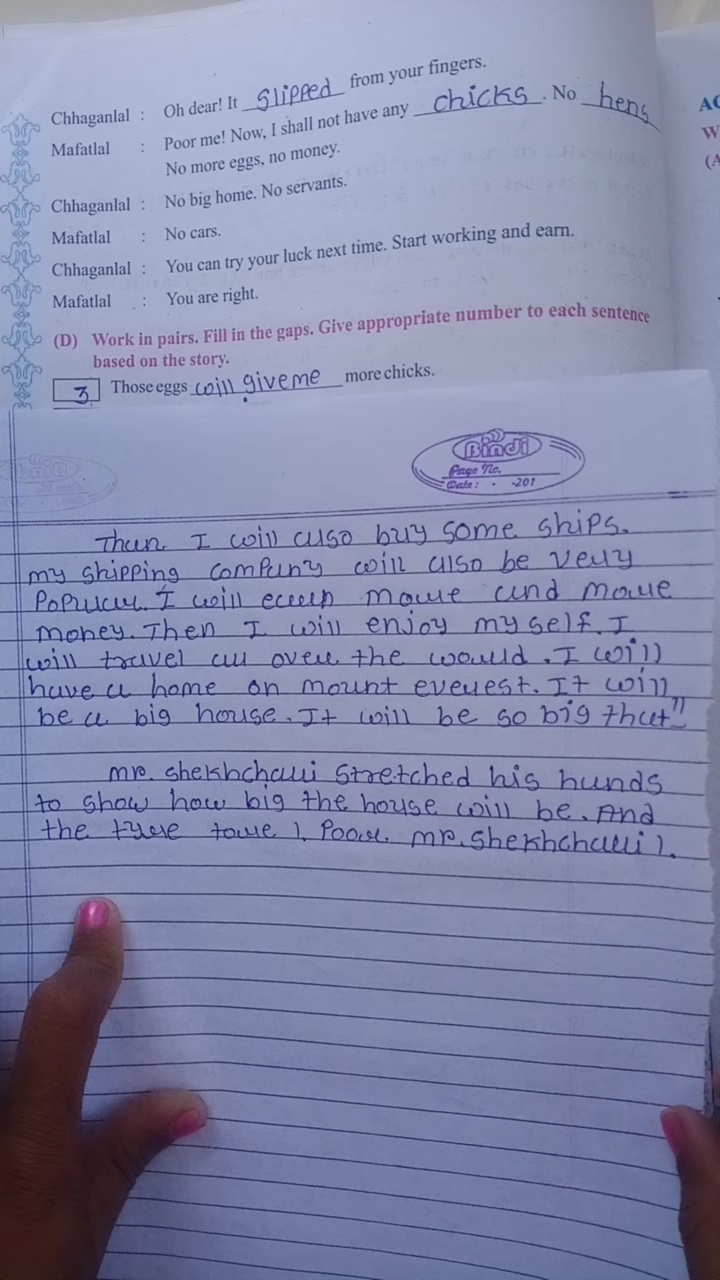 Chhaganlal : Oh dear! It slipped from your fingers.
Mafatlal : Poor me! Now, I shall not have any chicks. No hens
No more eggs, no money.
Chhaganlal : No big home. No servants.
Mafatlal : No cars.
Chhaganlal : You can try your luck next time. Start working and earn.
Mafatlal : You are right.
(D) Work in pairs. Fill in the gaps. Give appropriate number to each sentence
based on the story.
3 Those eggs will give me more chicks.
Bindi
Page No.
Date: - -201
Then I will also buy some ships.
my shipping company will also be very
Popular. I will earn more and more
money. Then I will enjoy my self. I
will travel all over the world. I will
have a home on mount everest. It will
be a big house. It will be so big that"
mr. shekhchalli stretched his hands
to show how big the house will be. And
the tyre tore ). Poor mr. shekhchalli ).
AC
W
(A